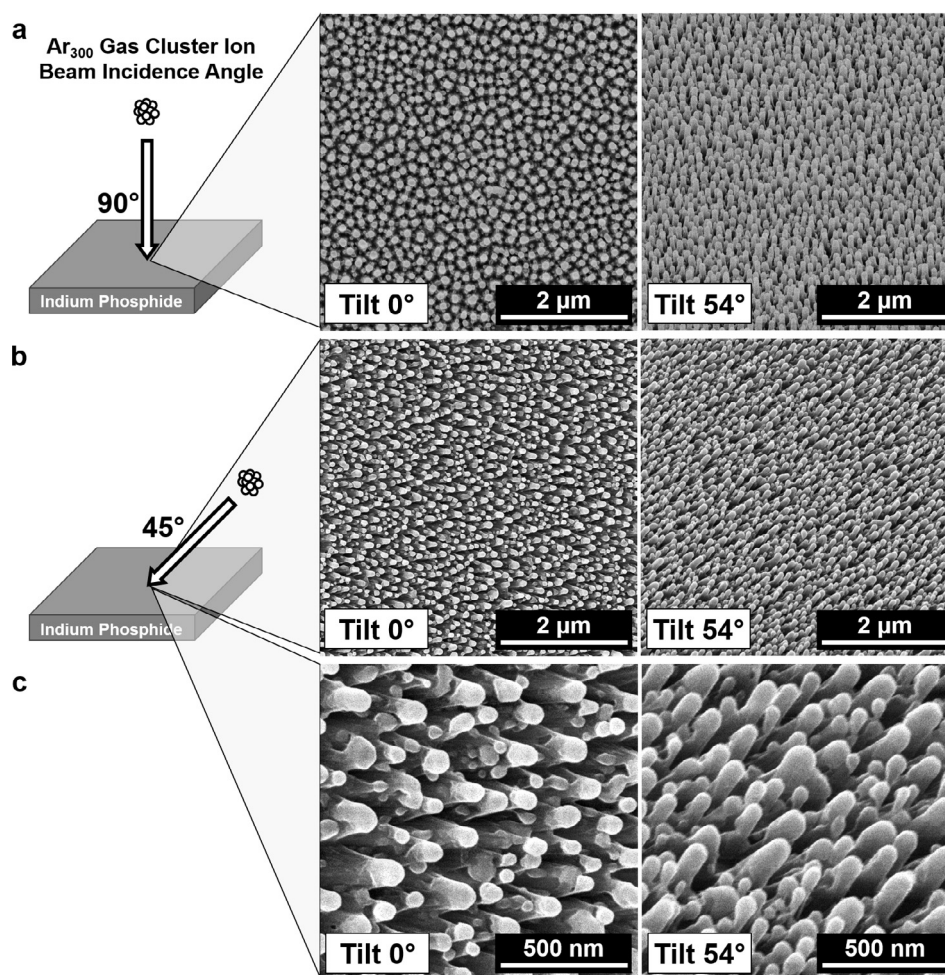 a
Ar300 Gas Cluster Ion
Beam Incidence Angle
90°
Indium Phosphide
Tilt 0°
2 µm
Tilt 54°
2 µm
b
45°
Indium Phosphide
Tilt 0°
2 µm
Tilt 54°
2 µm
c
Tilt 0°
500 nm
Tilt 54°
500 nm